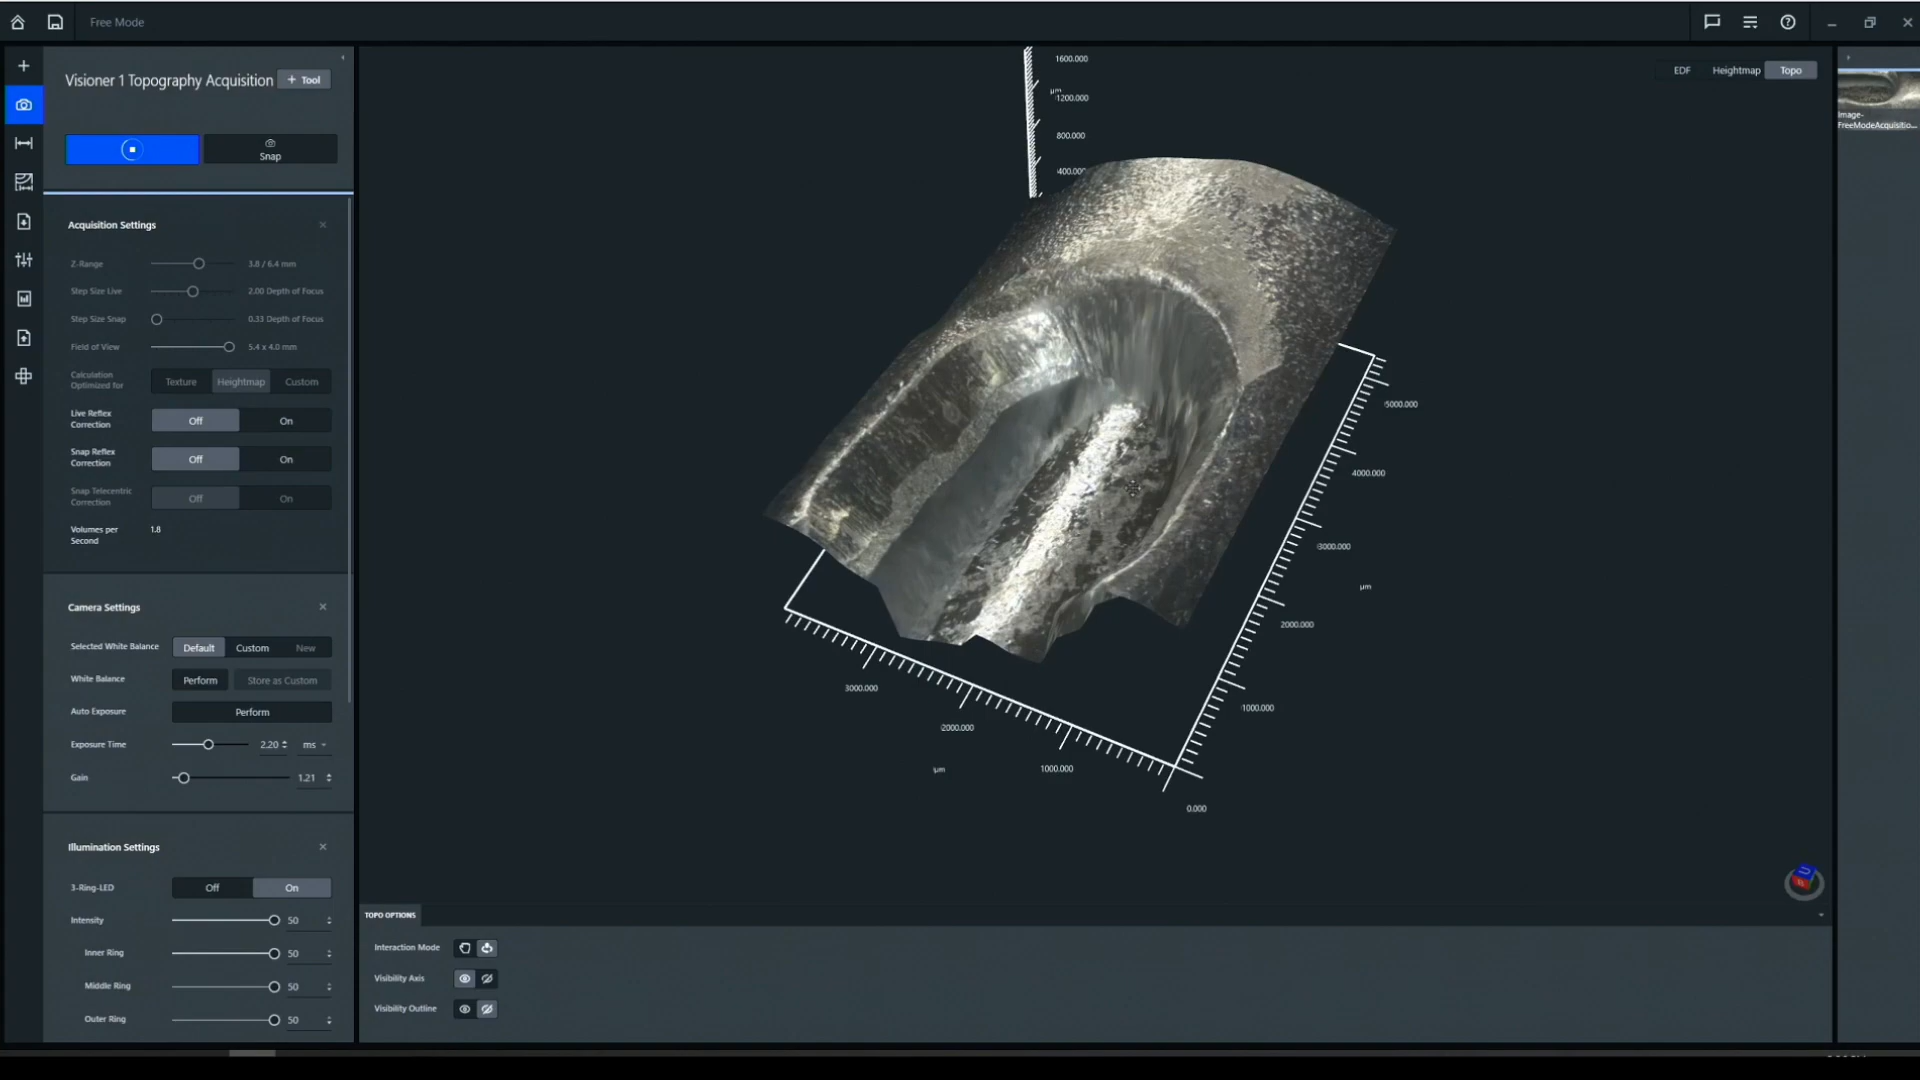 Free Mode
Visioner 1 Topography Acquisition
+ Tool
Snap
Acquisition Settings
Z-Range 3.8 / 6.4 mm
Step Size Live 2.00 Depth of Focus
Step Size Snap 0.33 Depth of Focus
Field of View 5.4 x 4.0 mm
Calculation
Optimized for
Texture Heightmap Custom
Live Reflex
Correction
Off On
Snap Reflex
Correction
Off On
Snap Telecentric
Correction
Off On
Volumes per
Second
1.8
Camera Settings
Selected White Balance Default Custom New
White Balance Perform Store as Custom
Auto Exposure Perform
Exposure Time 2.20 ms
Gain 1.21
Illumination Settings
3-Ring-LED Off On
Intensity 50
Inner Ring 50
Middle Ring 50
Outer Ring 50
EDF Heightmap Topo
1600.000
µm
1200.000
800.000
400.000
5000.000
4000.000
3000.000
µm
2000.000
1000.000
3000.000
2000.000
µm
1000.000
0.000
TOPO OPTIONS
Interaction Mode
Visibility Axis
Visibility Outline
Image-
FreeModeAcquisitio...